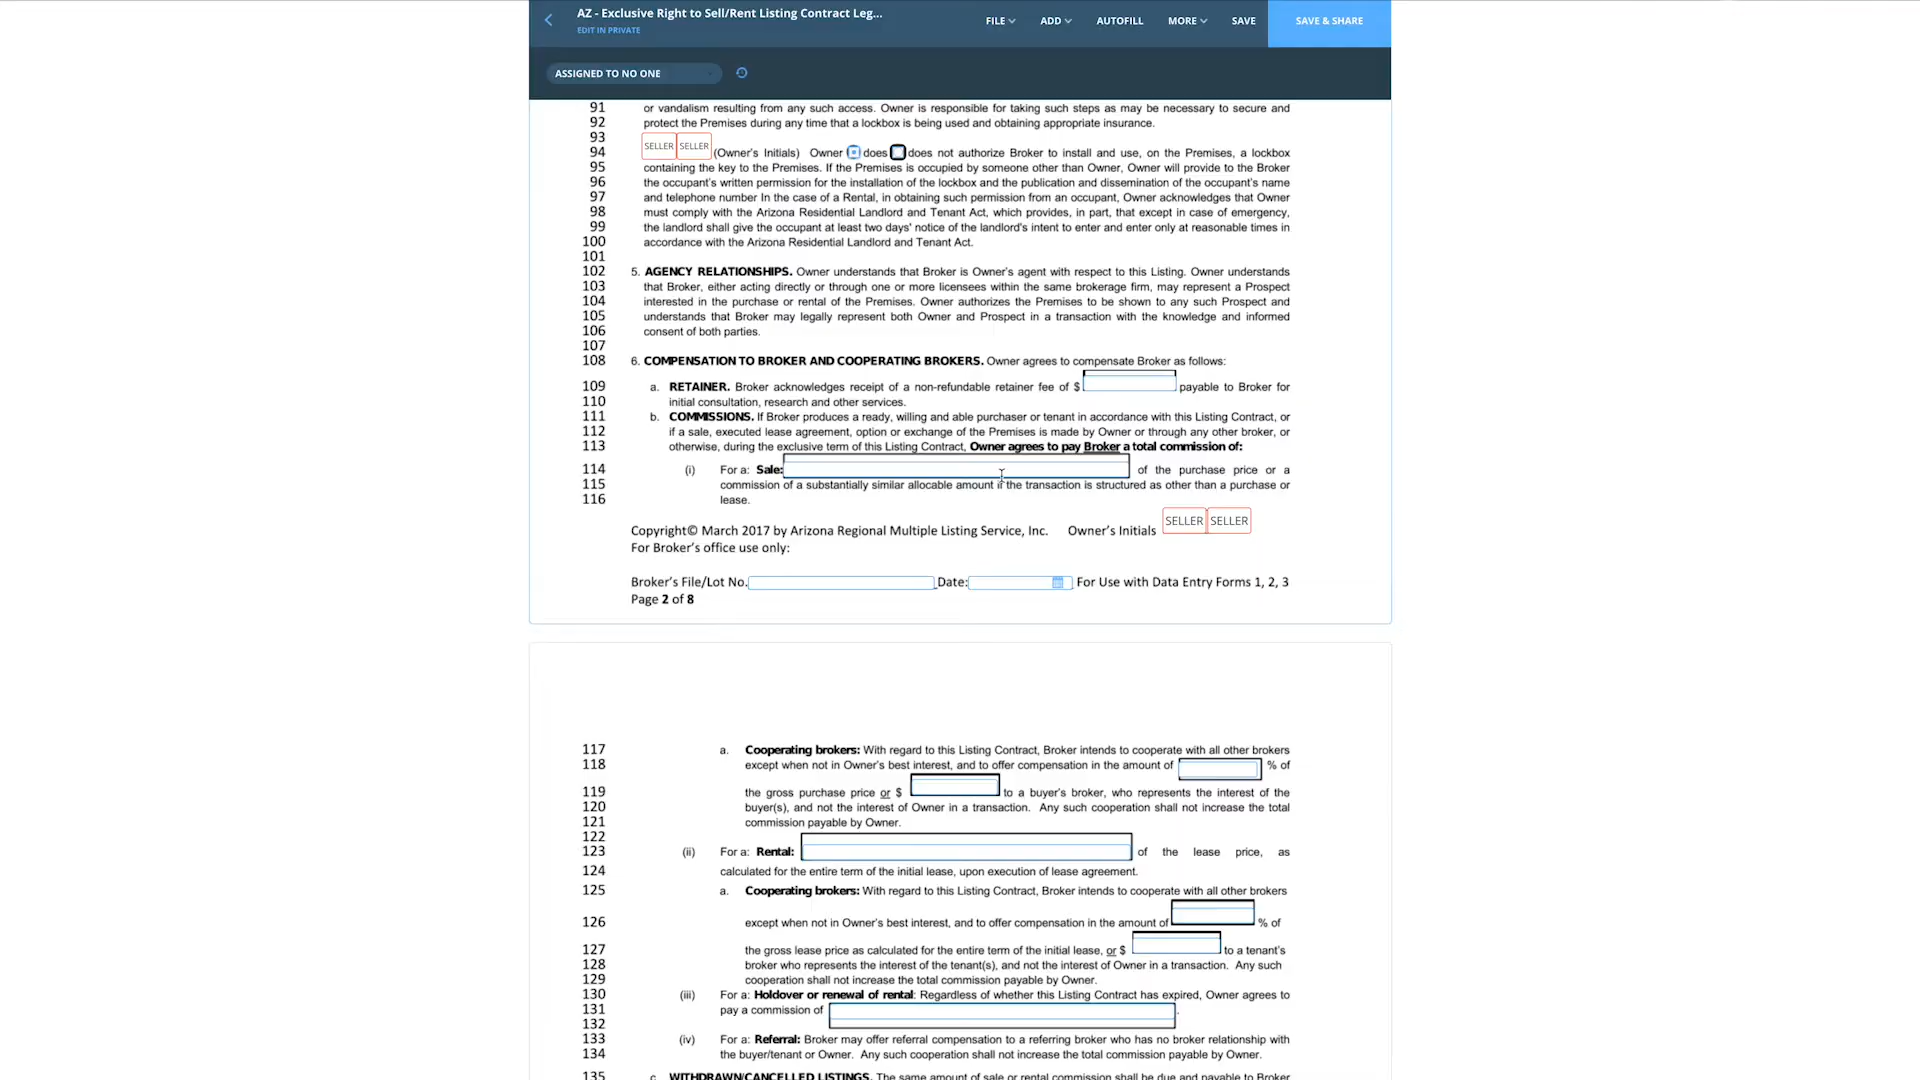 AZ - Exclusive Right to Sell/Rent Listing Contract Leg...
EDIT IN PRIVATE
FILE ADD AUTOFILL MORE SAVE SAVE & SHARE
ASSIGNED TO NO ONE
91 or vandalism resulting from any such access. Owner is responsible for taking such steps as may be necessary to secure and
92 protect the Premises during any time that a lockbox is being used and obtaining appropriate insurance.
93
94 SELLER SELLER (Owner's Initials) Owner does does not authorize Broker to install and use, on the Premises, a lockbox
95 containing the key to the Premises. If the Premises is occupied by someone other than Owner, Owner will provide to the Broker
96 the occupant's written permission for the installation of the lockbox and the publication and dissemination of the occupant's name
97 and telephone number In the case of a Rental, in obtaining such permission from an occupant, Owner acknowledges that Owner
98 must comply with the Arizona Residential Landlord and Tenant Act, which provides, in part, that except in case of emergency,
99 the landlord shall give the occupant at least two days' notice of the landlord's intent to enter and enter only at reasonable times in
100 accordance with the Arizona Residential Landlord and Tenant Act.
101
102 5. AGENCY RELATIONSHIPS. Owner understands that Broker is Owner's agent with respect to this Listing. Owner understands
103 that Broker, either acting directly or through one or more licensees within the same brokerage firm, may represent a Prospect
104 interested in the purchase or rental of the Premises. Owner authorizes the Premises to be shown to any such Prospect and
105 understands that Broker may legally represent both Owner and Prospect in a transaction with the knowledge and informed
106 consent of both parties.
107
108 6. COMPENSATION TO BROKER AND COOPERATING BROKERS. Owner agrees to compensate Broker as follows:
109 a. RETAINER. Broker acknowledges receipt of a non-refundable retainer fee of $ payable to Broker for
110 initial consultation, research and other services.
111 b. COMMISSIONS. If Broker produces a ready, willing and able purchaser or tenant in accordance with this Listing Contract, or
112 if a sale, executed lease agreement, option or exchange of the Premises is made by Owner or through any other broker, or
113 otherwise, during the exclusive term of this Listing Contract, Owner agrees to pay Broker a total commission of:
114 (i) For a: Sale: of the purchase price or a
115 commission of a substantially similar allocable amount if the transaction is structured as other than a purchase or
116 lease.
Copyright© March 2017 by Arizona Regional Multiple Listing Service, Inc. Owner's Initials SELLER SELLER
For Broker's office use only:
Broker's File/Lot No. Date: For Use with Data Entry Forms 1, 2, 3
Page 2 of 8
117 a. Cooperating brokers: With regard to this Listing Contract, Broker intends to cooperate with all other brokers
118 except when not in Owner's best interest, and to offer compensation in the amount of % of
119 the gross purchase price or $ to a buyer's broker, who represents the interest of the
120 buyer(s), and not the interest of Owner in a transaction. Any such cooperation shall not increase the total
121 commission payable by Owner.
122
123 (ii) For a: Rental: of the lease price, as
124 calculated for the entire term of the initial lease, upon execution of lease agreement.
125 a. Cooperating brokers: With regard to this Listing Contract, Broker intends to cooperate with all other brokers
126 except when not in Owner's best interest, and to offer compensation in the amount of % of
127 the gross lease price as calculated for the entire term of the initial lease, or $ to a tenant's
128 broker who represents the interest of the tenant(s), and not the interest of Owner in a transaction. Any such
129 cooperation shall not increase the total commission payable by Owner.
130 (iii) For a: Holdover or renewal of rental: Regardless of whether this Listing Contract has expired, Owner agrees to
131 pay a commission of .
132
133 (iv) For a: Referral: Broker may offer referral compensation to a referring broker who has no broker relationship with
134 the buyer/tenant or Owner. Any such cooperation shall not increase the total commission payable by Owner.
135 c. WITHDRAWN/CANCELLED LISTINGS. The same amount of sale or rental commission shall be due and payable to Broker